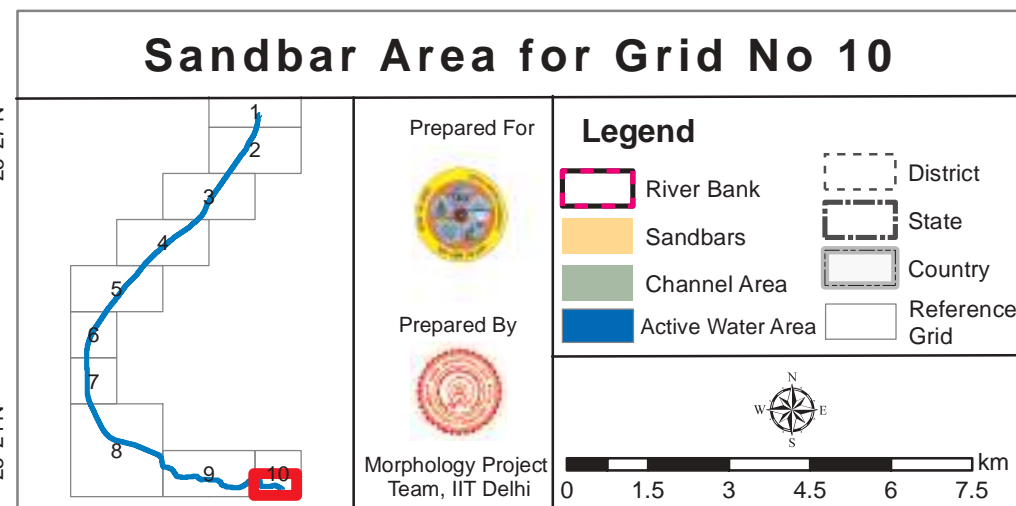 Sandbar Area for Grid No 10
1
2
3
4
5
6
7
8
9
10
Prepared For
Prepared By
Morphology Project
Team, IIT Delhi
Legend
River Bank
Sandbars
Channel Area
Active Water Area
District
State
Country
Reference
Grid
N
W
E
S
km
0 1.5 3 4.5 6 7.5